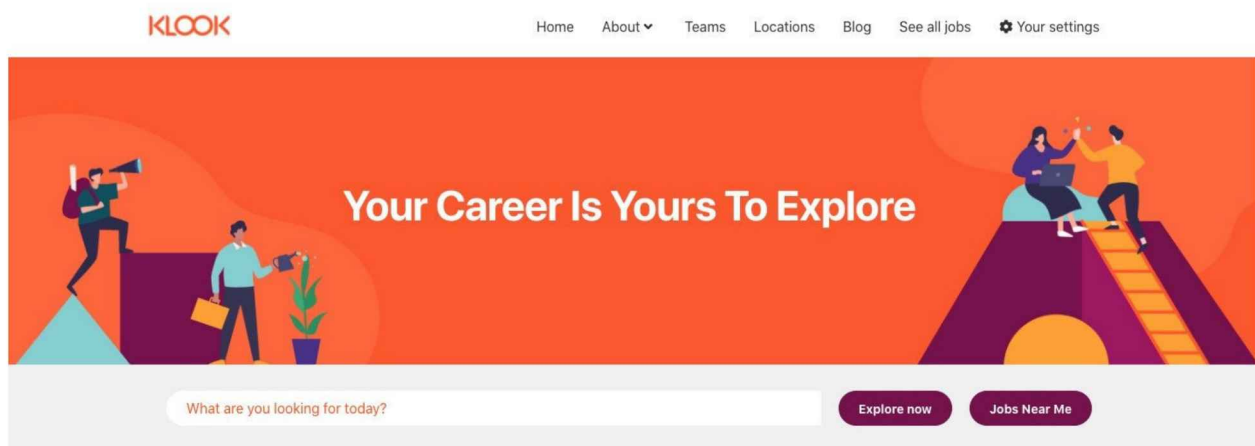 KLOOK
Home About Teams Locations Blog See all jobs Your settings
Your Career Is Yours To Explore
What are you looking for today? Explore now Jobs Near Me